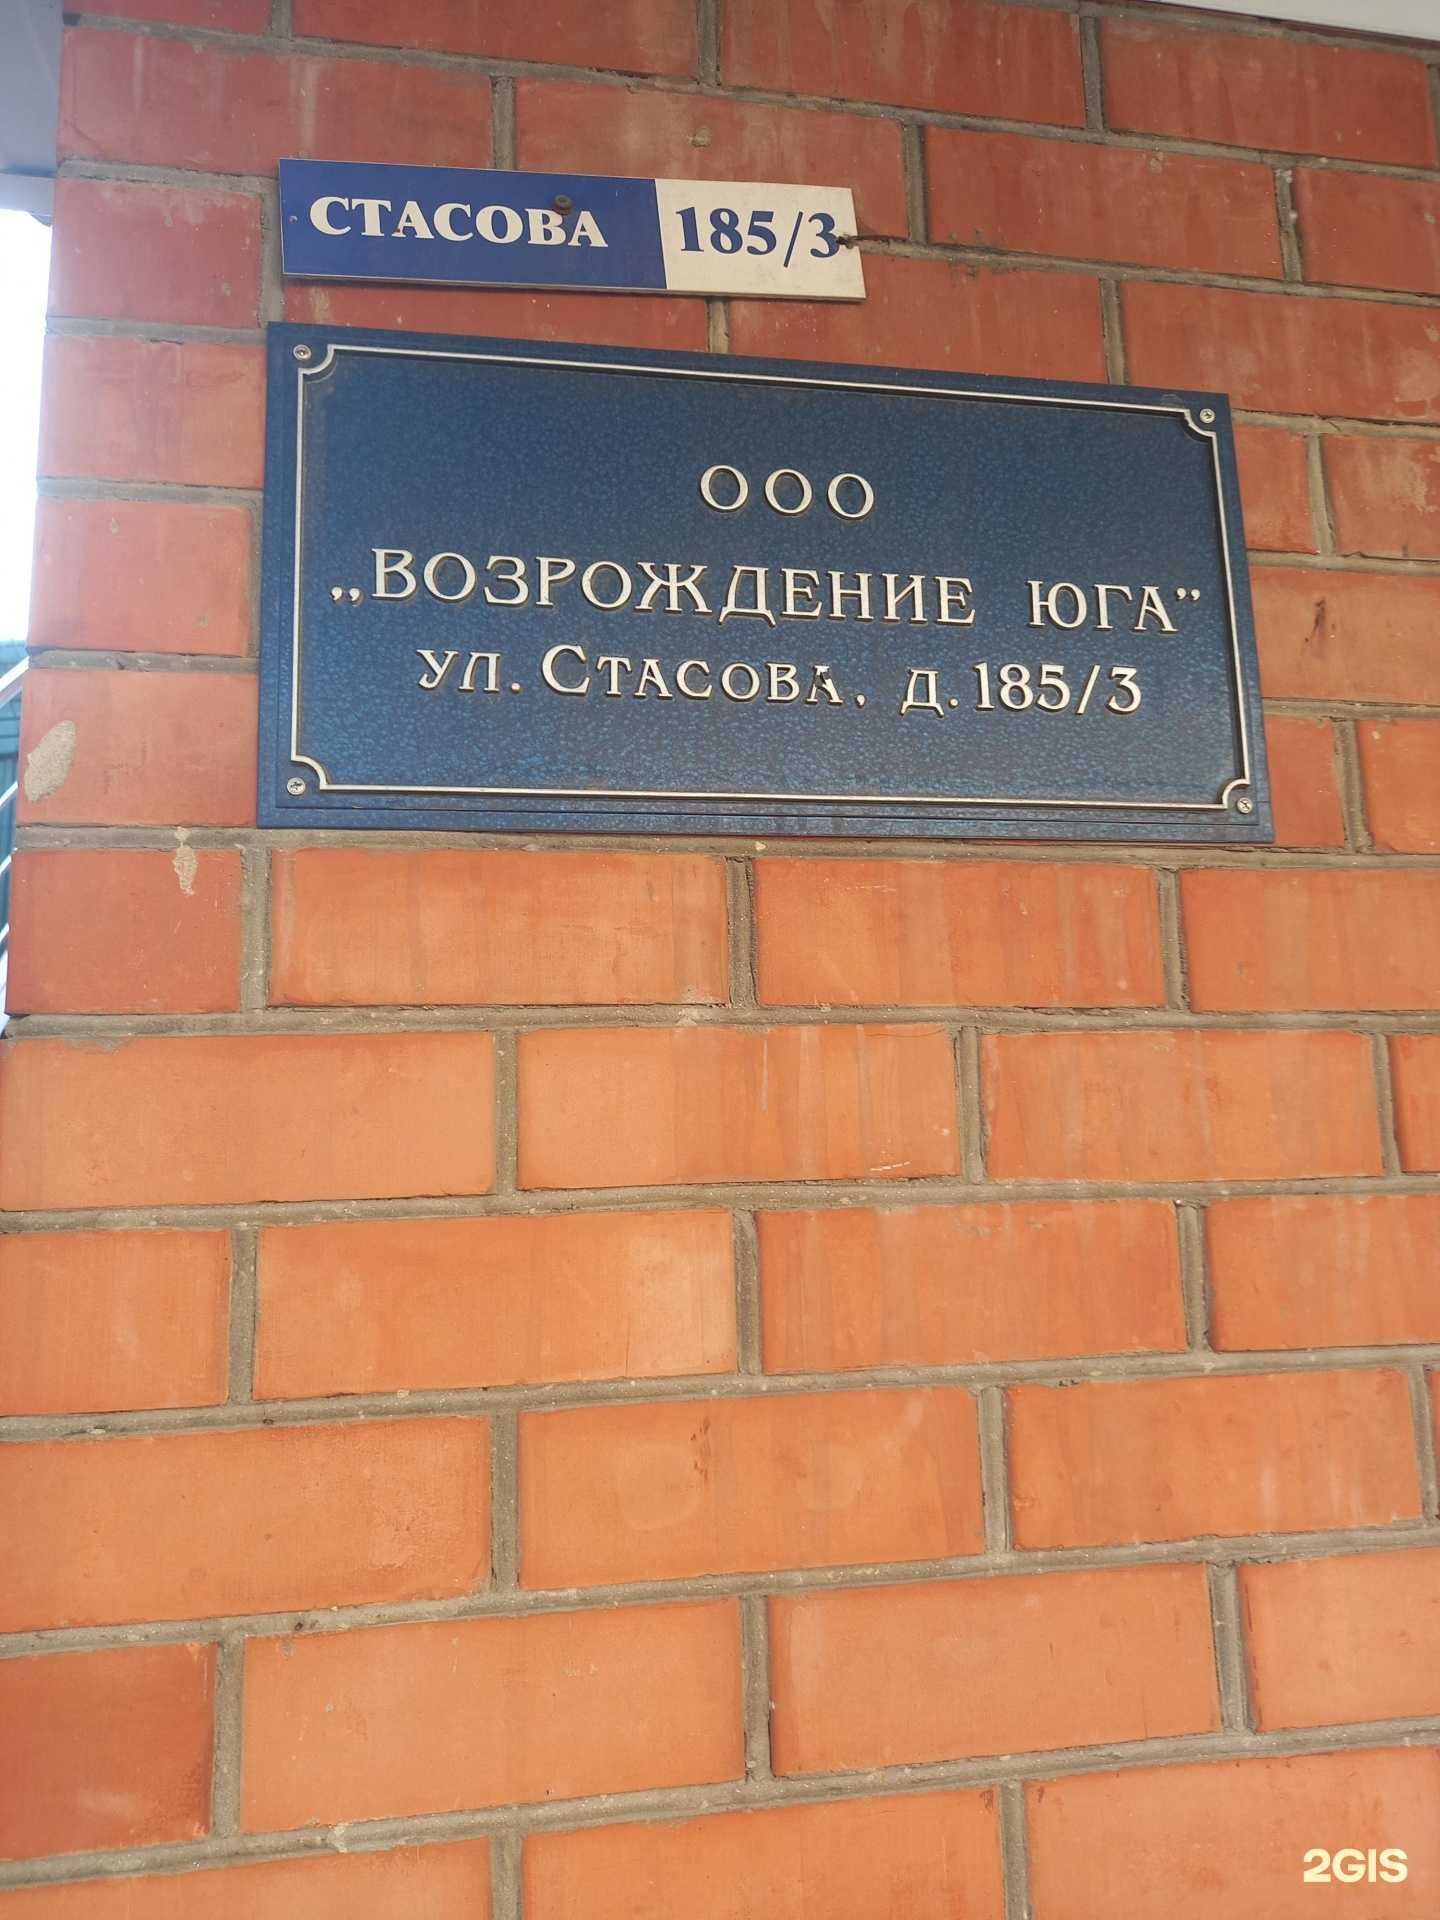 СТАСОВА 185/3
ООО
„ВОЗРОЖДЕНИЕ ЮГА”
ул. Стасова, д. 185/3
2GIS